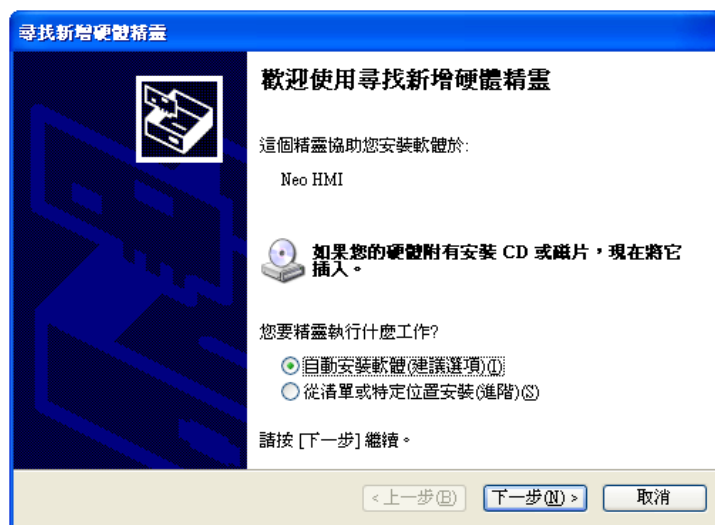 尋找新增硬體精靈
歡迎使用尋找新增硬體精靈
這個精靈協助您安裝軟體於:
Neo HMI
如果您的硬體附有安裝 CD 或磁片，現在將它
插入。
您要精靈執行什麼工作?
自動安裝軟體(建議選項)(I)
從清單或特定位置安裝(進階)(S)
請按 [下一步] 繼續。
<上一步(B)
下一步(N)>
取消